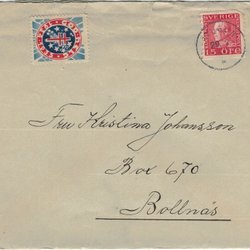 SVERIGE
15 ÖRE
Fru Kristina Johansson
Box 670
Bollnäs